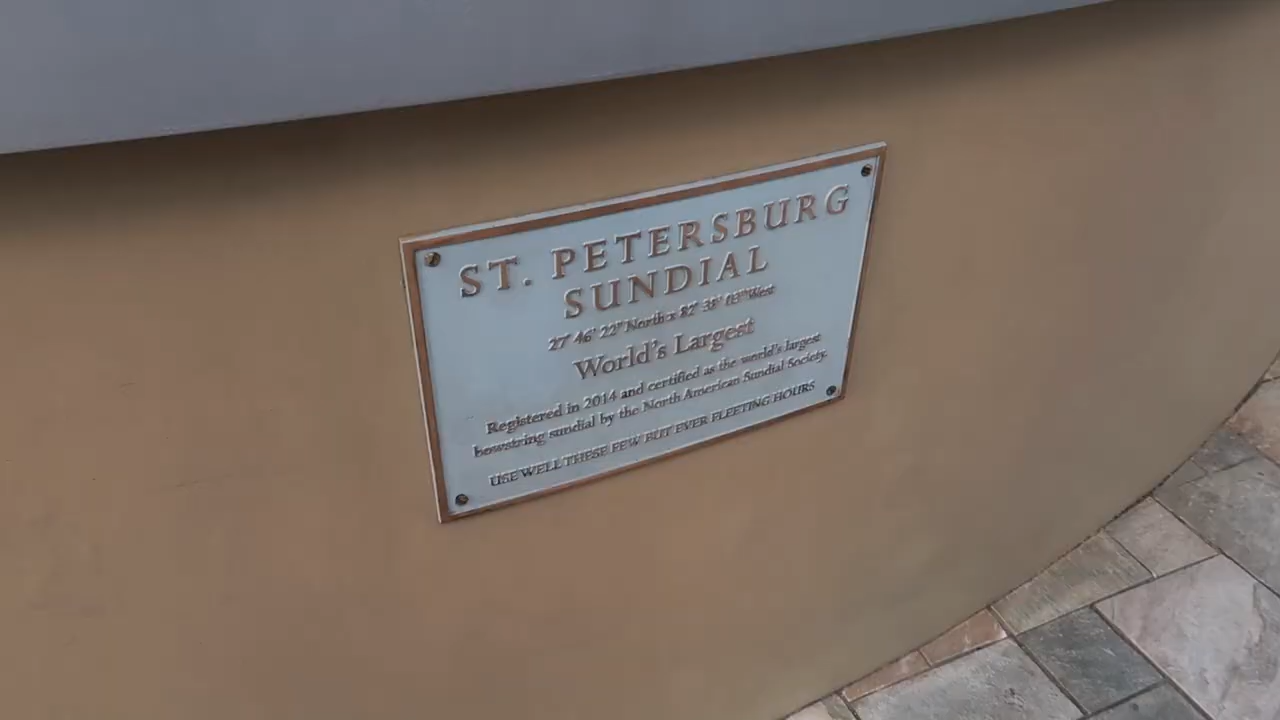 ST. PETERSBURG
SUNDIAL
27° 46' 22" North x 82° 38' 03" West
World's Largest
Registered in 2014 and certified as the world's largest
bowstring sundial by the North American Sundial Society.
USE WELL THESE FEW BUT EVER FLEETING HOURS